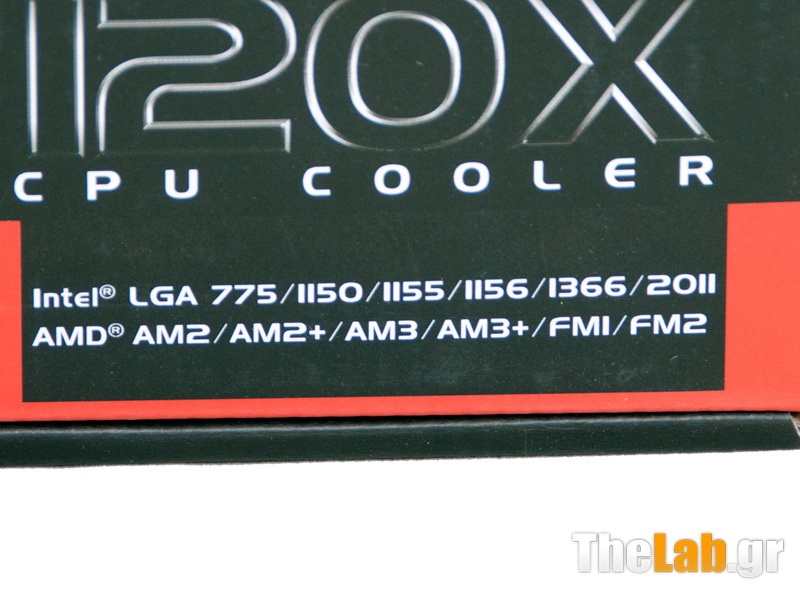 120X
CPU COOLER
Intel® LGA 775/1150/1155/1156/1366/2011
AMD® AM2/AM2+/AM3/AM3+/FM1/FM2
TheLab.gr